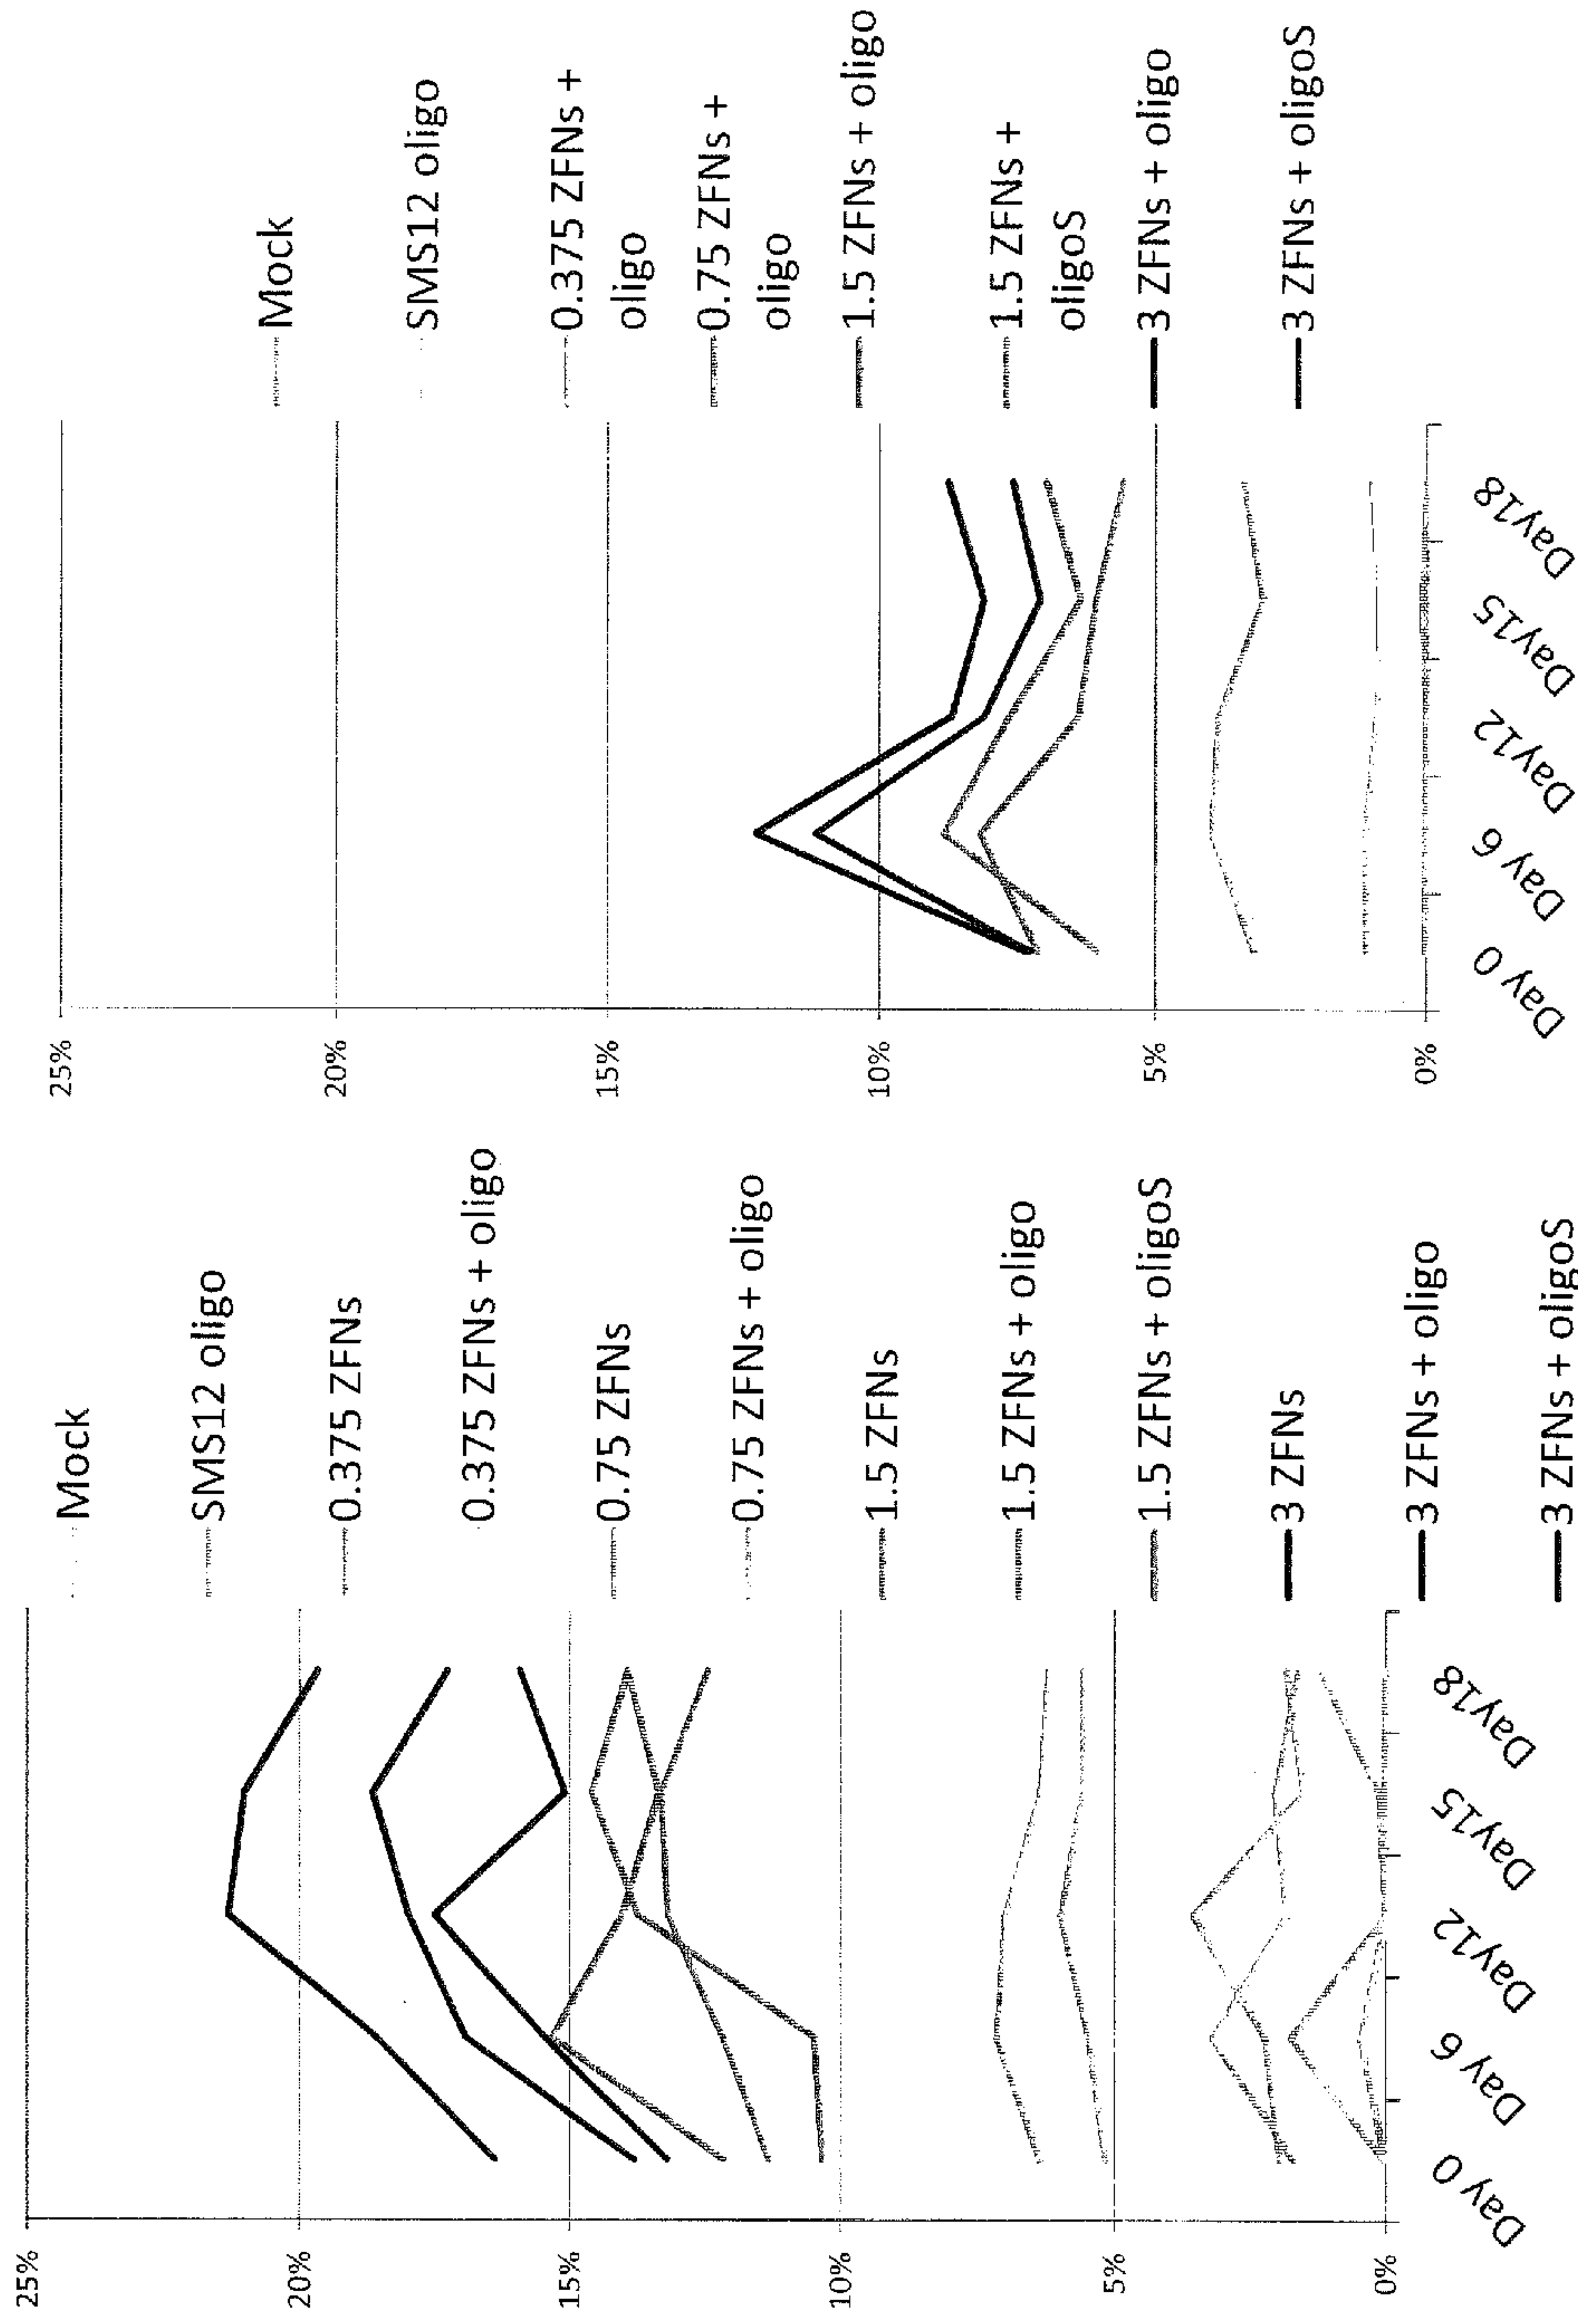 25%
20%
15%
10%
5%
0%
Day 0
Day 6
Day12
Day15
Day18
Mock
SMS12 oligo
0.375 ZFNs
0.375 ZFNs + oligo
0.75 ZFNs
0.75 ZFNs + oligo
1.5 ZFNs
1.5 ZFNs + oligo
1.5 ZFNs + oligoS
3 ZFNs
3 ZFNs + oligo
3 ZFNs + oligoS
25%
20%
15%
10%
5%
0%
Day 0
Day 6
Day12
Day15
Day18
Mock
SMS12 oligo
0.375 ZFNs +
oligo
0.75 ZFNs +
oligo
1.5 ZFNs + oligo
1.5 ZFNs +
oligoS
3 ZFNs + oligo
3 ZFNs + oligoS